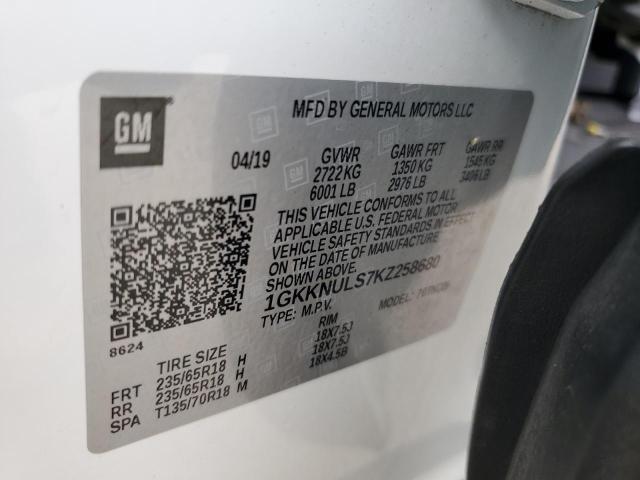 GM
MFD BY GENERAL MOTORS LLC
04/19 GVWR GAWR FRT GAWR RR
2722 KG 1350 KG 1545 KG
6001 LB 2976 LB 3406 LB
THIS VEHICLE CONFORMS TO ALL
APPLICABLE U.S. FEDERAL MOTOR
VEHICLE SAFETY STANDARDS IN EFFECT
ON THE DATE OF MANUFACTURE
SHOWN ABOVE.
1GKKNULS7KZ258680
TYPE: M.P.V. MODEL:
8624
TIRE SIZE RIM
FRT 235/65R18 H 18X7.5J
RR 235/65R18 H 18X7.5J
SPA T135/70R18 M 18X4.5B